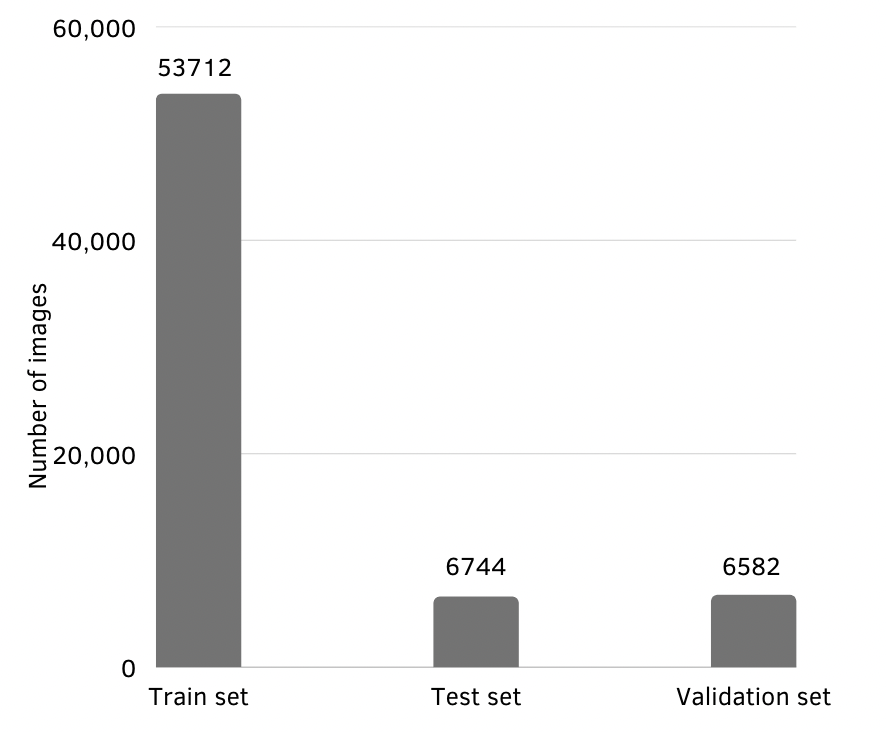 60,000
53712
40,000
Number of images
20,000
6744
6582
0
Train set
Test set
Validation set